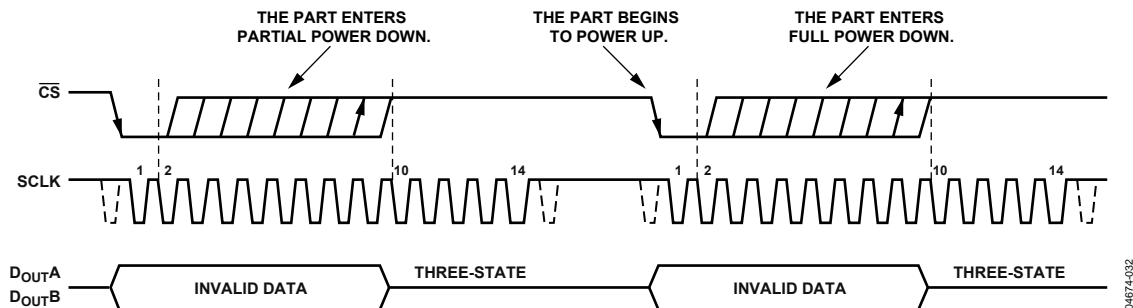 THE PART ENTERS
PARTIAL POWER DOWN.
THE PART BEGINS
TO POWER UP.
THE PART ENTERS
FULL POWER DOWN.
CS
SCLK
1 2 10 14 1 2 10 14
DOUTA
DOUTB
INVALID DATA THREE-STATE INVALID DATA THREE-STATE
04674-032